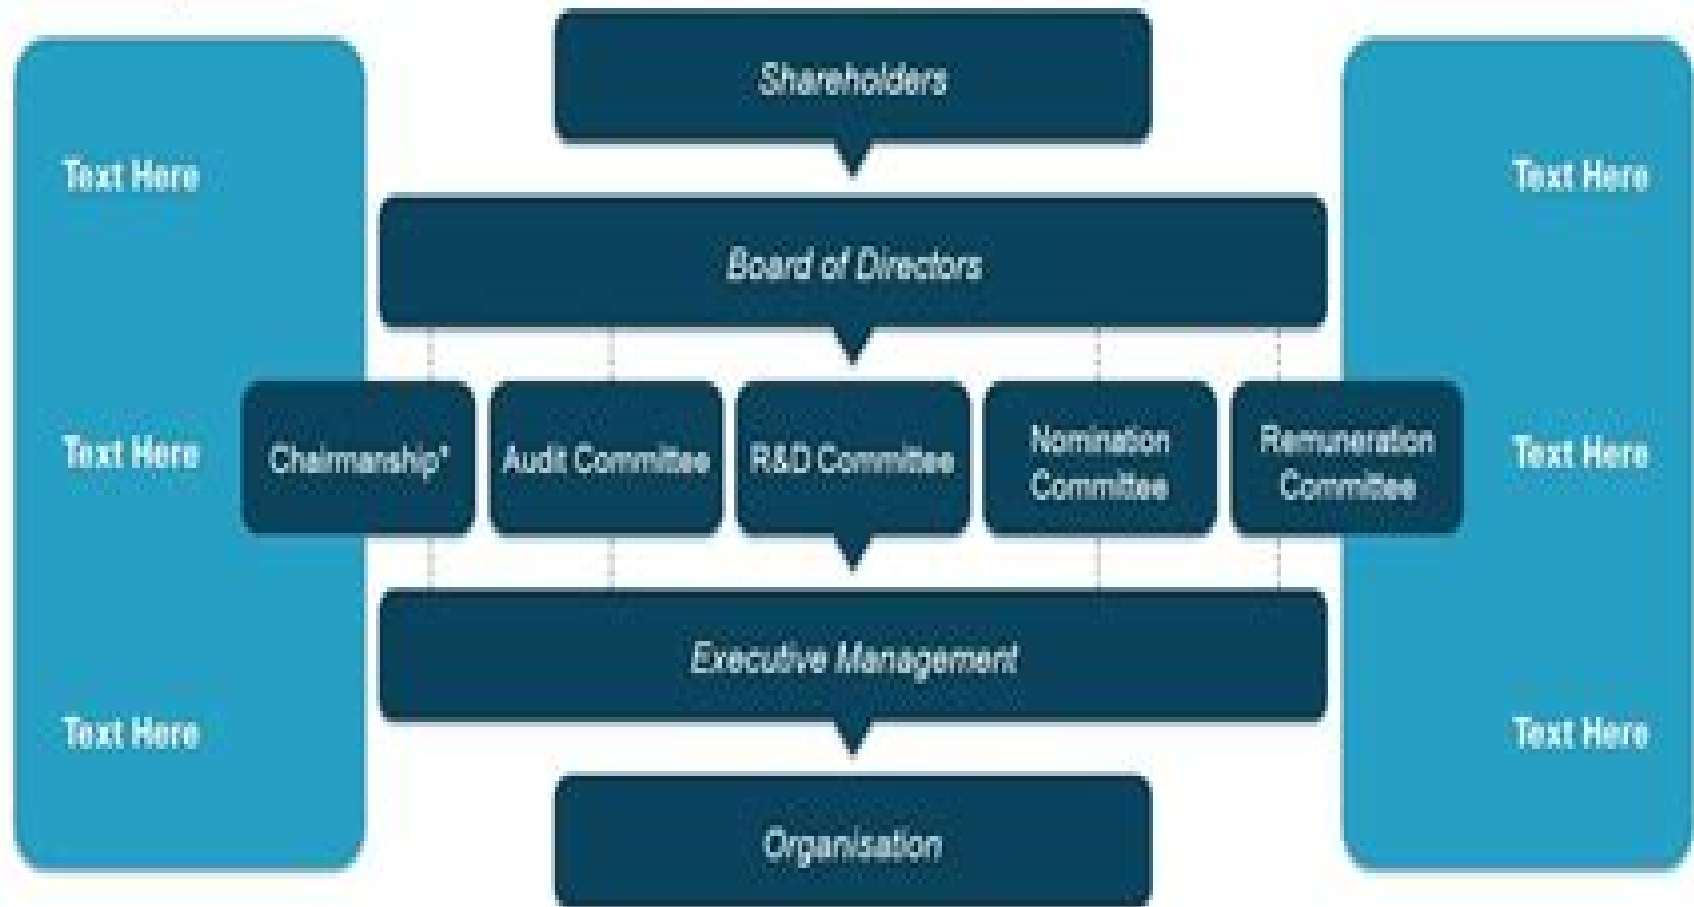 Shareholders
Text Here
Text Here
Board of Directors
Text Here
Chairmanship*
Audit Committee
R&D Committee
Nomination
Committee
Remuneration
Committee
Text Here
Executive Management
Text Here
Text Here
Organisation